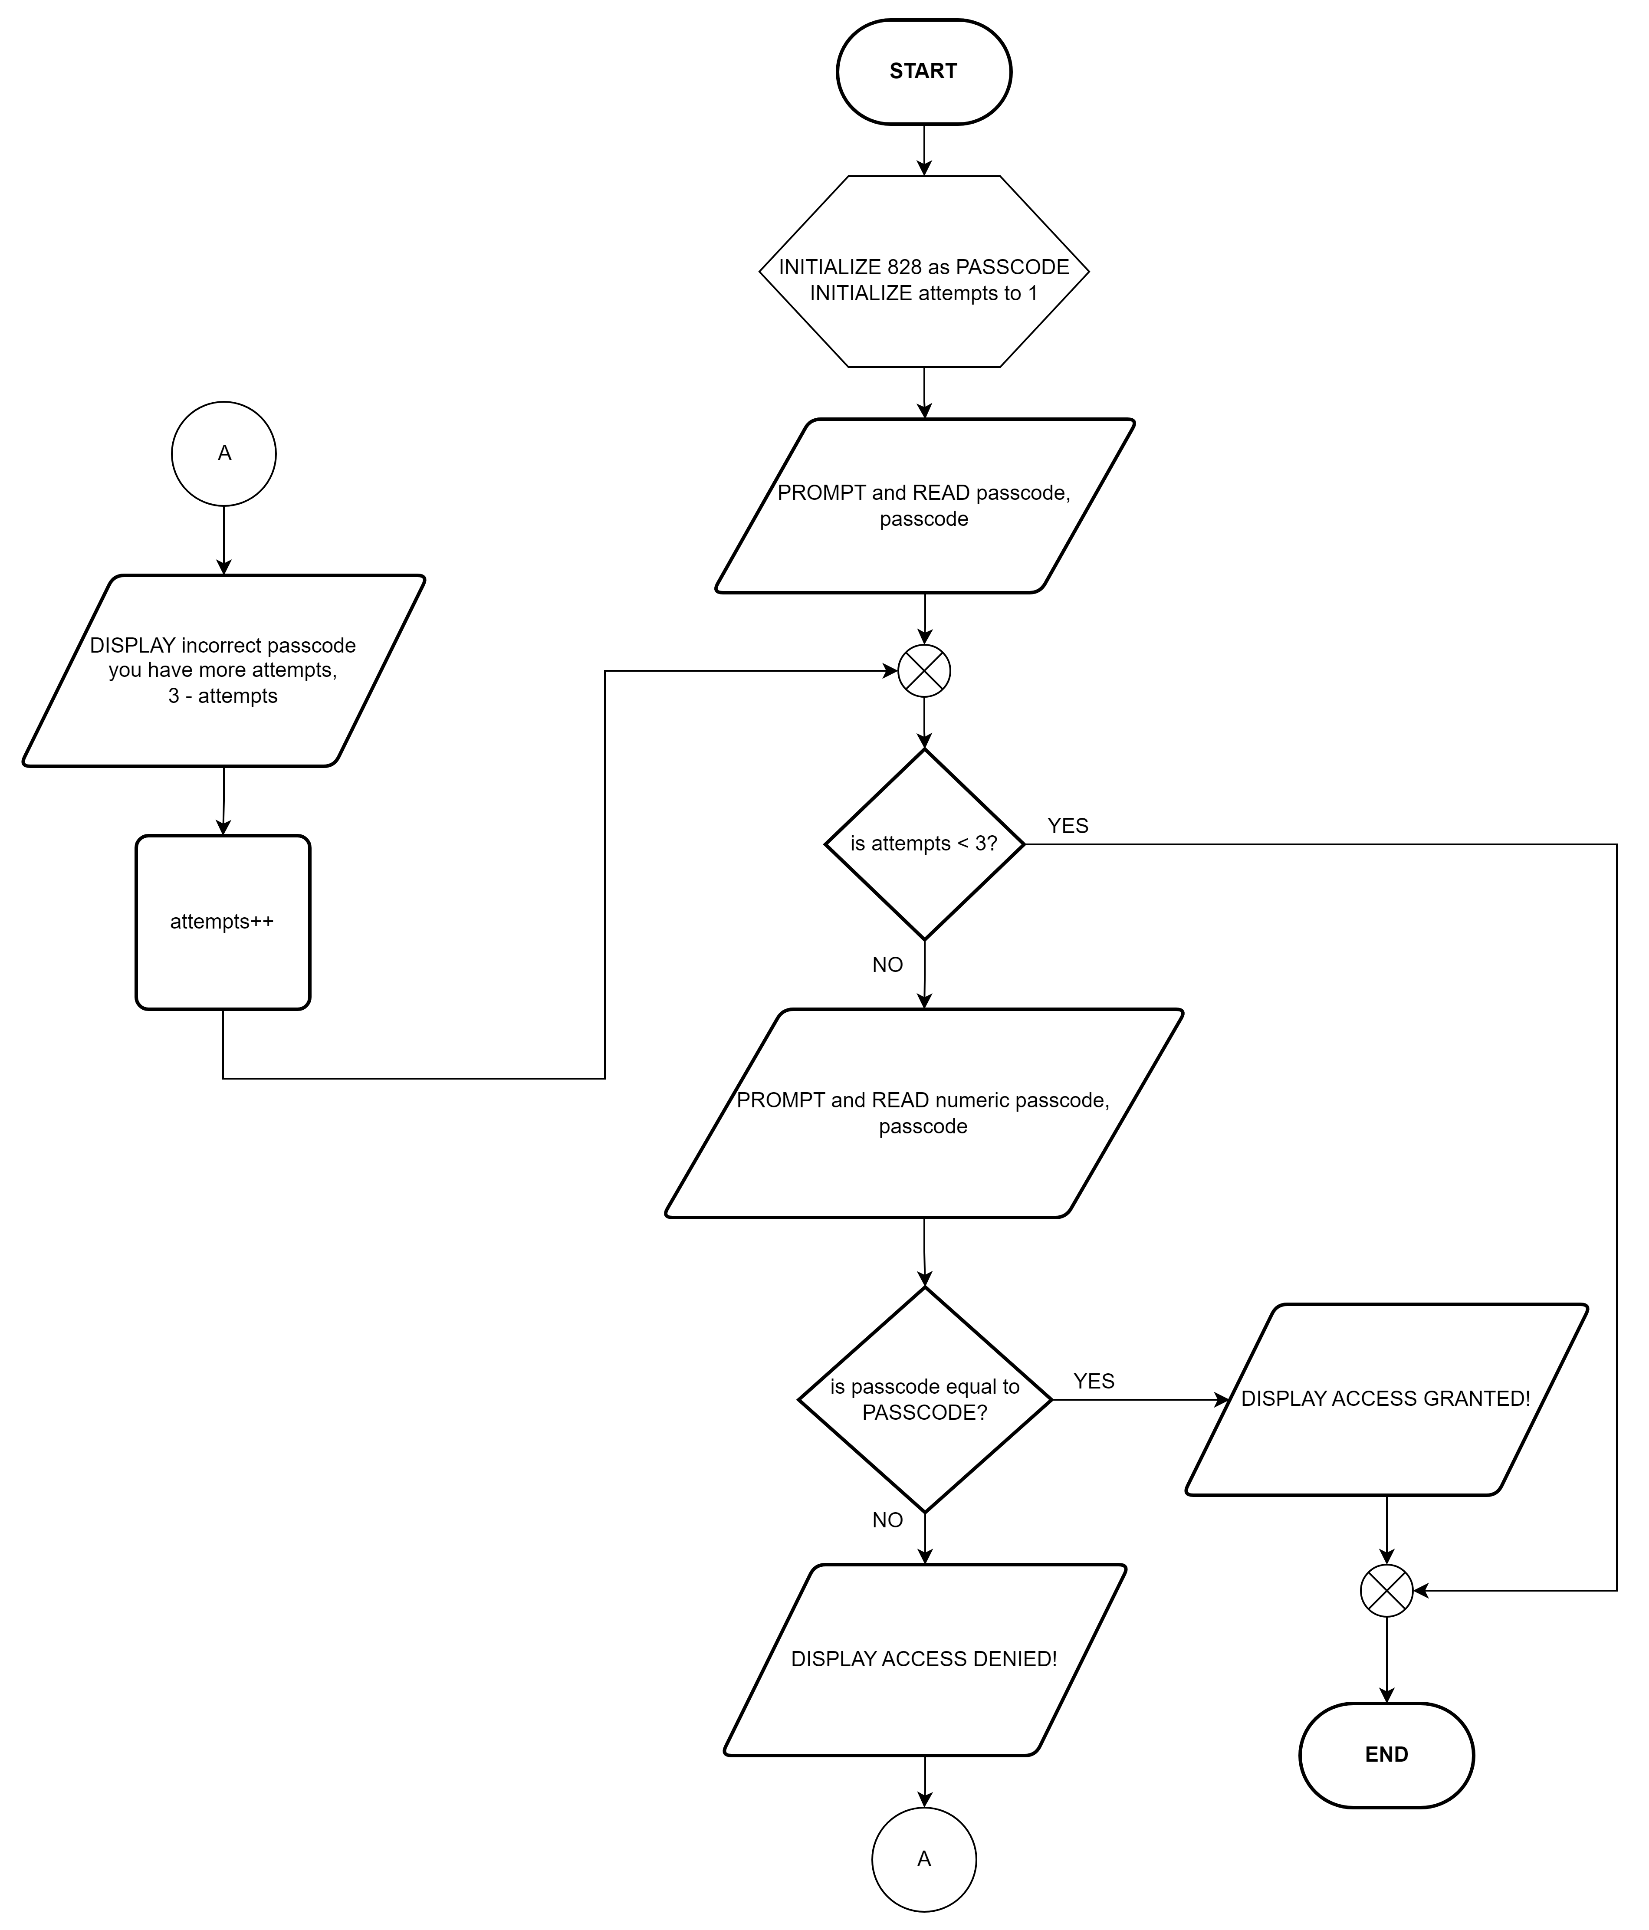 START
INITIALIZE 828 as PASSCODE
INITIALIZE attempts to 1
PROMPT and READ passcode,
passcode
A
DISPLAY incorrect passcode
you have more attempts,
3 - attempts
attempts++
is attempts < 3?
YES
NO
PROMPT and READ numeric passcode,
passcode
is passcode equal to
PASSCODE?
YES
DISPLAY ACCESS GRANTED!
NO
DISPLAY ACCESS DENIED!
END
A